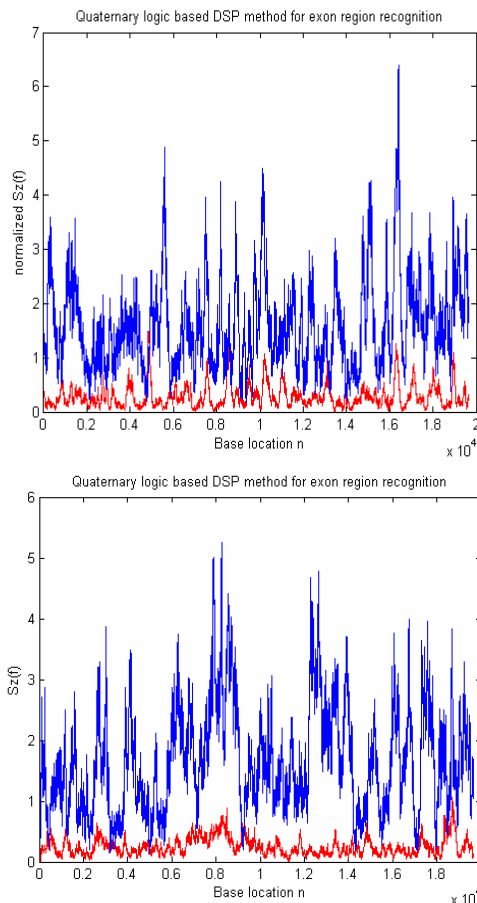 Quaternary logic based DSP method for exon region recognition
7
6
5
4
3
2
1
0
normalized Sz(f)
0 0.2 0.4 0.6 0.8 1 1.2 1.4 1.6 1.8 2
Base location n
x 10^4
Quaternary logic based DSP method for exon region recognition
6
5
4
3
2
1
0
Sz(f)
0 0.2 0.4 0.6 0.8 1 1.2 1.4 1.6 1.8
Base location n
x 10